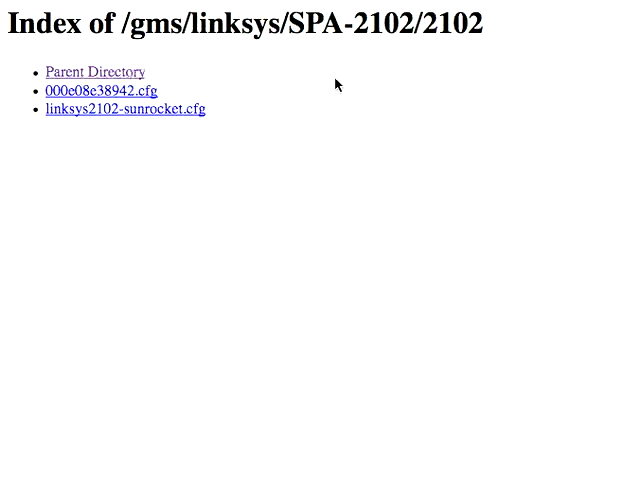 Index of /gms/linksys/SPA-2102/2102
Parent Directory
000e08e38942.cfg
linksys2102-sunrocket.cfg